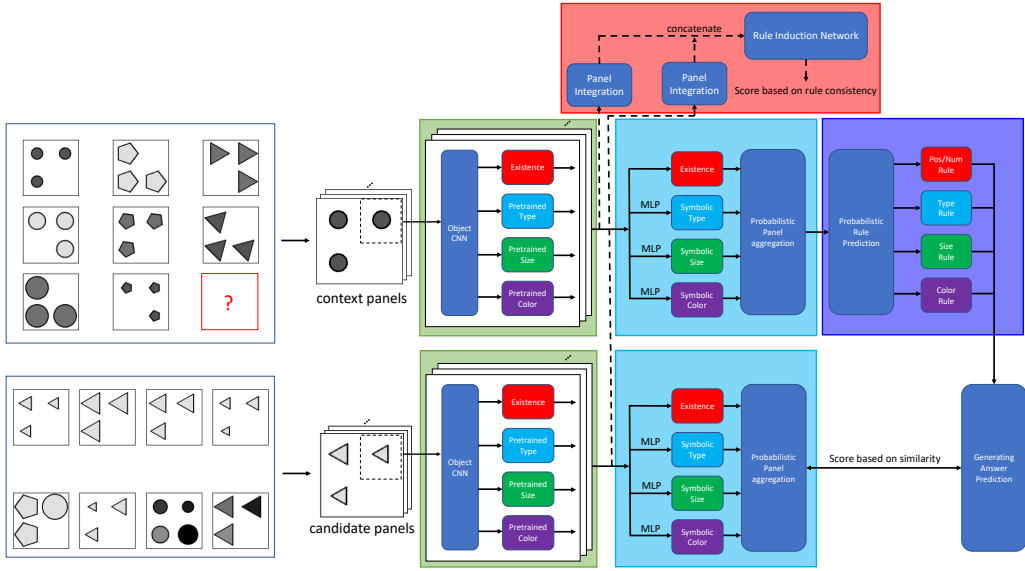 concatenate
Rule Induction Network
Panel
Integration
Panel
Integration
Score based on rule consistency
?
context panels
Object CNN
Existence
Pretrained
Type
Pretrained
Size
Pretrained
Color
MLP
MLP
MLP
Existence
Symbolic
Type
Symbolic
Size
Symbolic
Color
Probabilistic
Panel
aggregation
Probabilistic
Rule
Prediction
Pos/Num
Rule
Type
Rule
Size
Rule
Color
Rule
candidate panels
Object CNN
Existence
Pretrained
Type
Pretrained
Size
Pretrained
Color
MLP
MLP
MLP
Existence
Symbolic
Type
Symbolic
Size
Symbolic
Color
Probabilistic
Panel
aggregation
Score based on similarity
Generating
Answer
Prediction